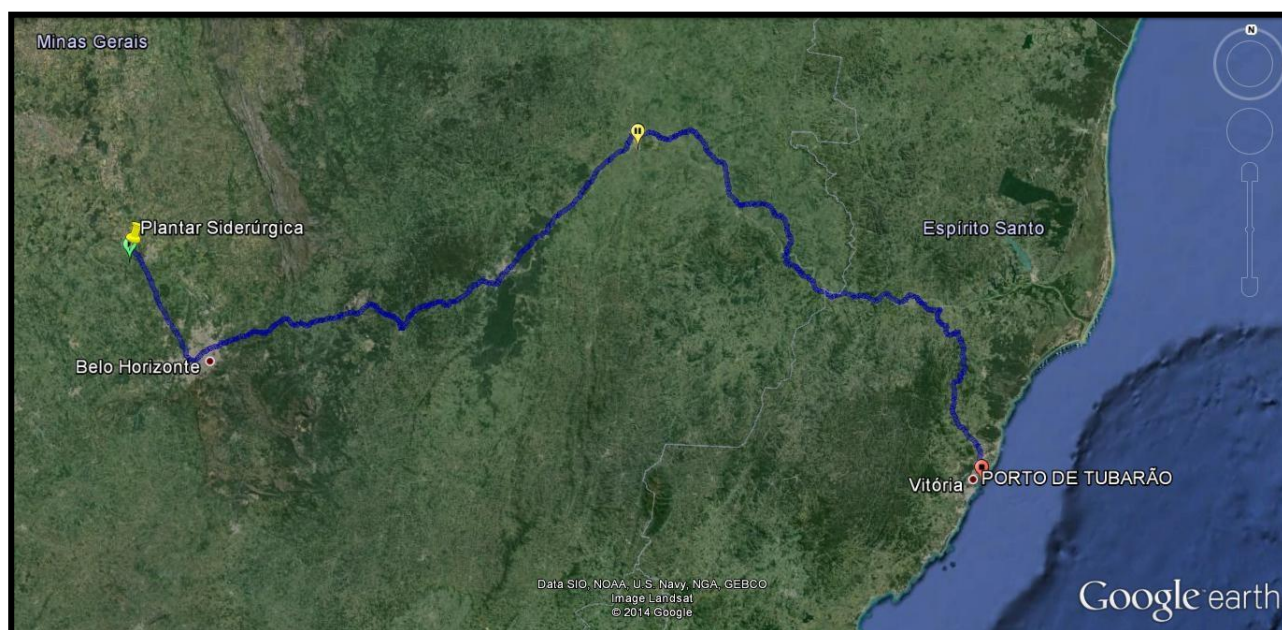 Minas Gerais
N
Plantar Siderúrgica
Espírito Santo
Belo Horizonte
Vitória
PORTO DE TUBARÃO
Data SIO, NOAA, U.S. Navy, NGA, GEBCO
Image Landsat
© 2014 Google
Google earth